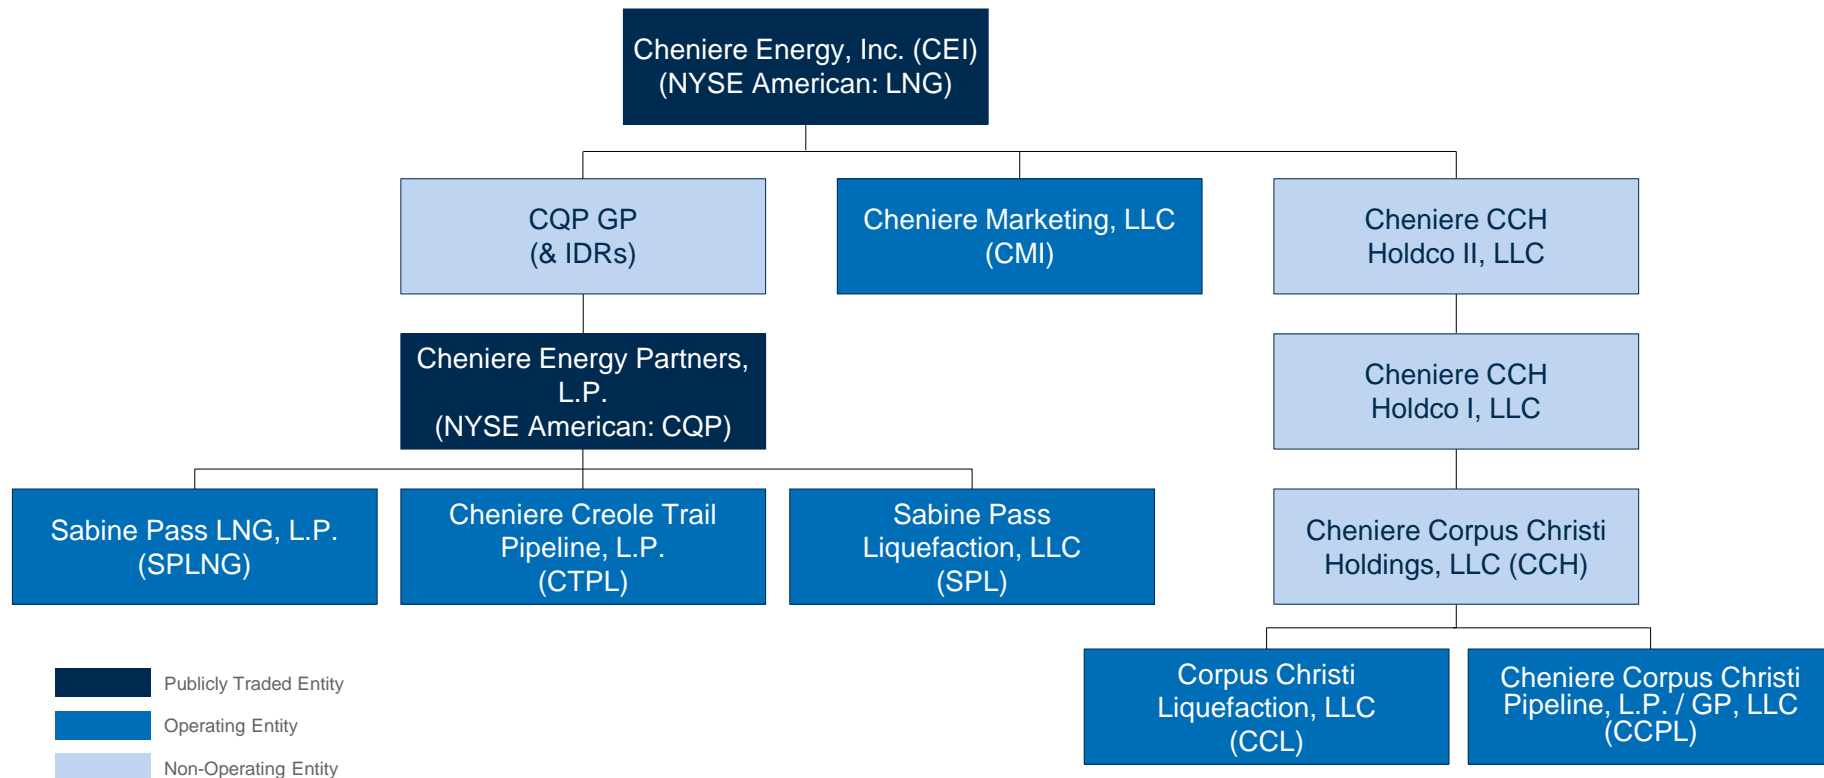 Cheniere Energy, Inc. (CEI)
(NYSE American: LNG)
CQP GP
(& IDRs)
Cheniere Marketing, LLC
(CMI)
Cheniere CCH
Holdco II, LLC
Cheniere Energy Partners,
L.P.
(NYSE American: CQP)
Cheniere CCH
Holdco I, LLC
Sabine Pass LNG, L.P.
(SPLNG)
Cheniere Creole Trail
Pipeline, L.P.
(CTPL)
Sabine Pass
Liquefaction, LLC
(SPL)
Cheniere Corpus Christi
Holdings, LLC (CCH)
Corpus Christi
Liquefaction, LLC
(CCL)
Cheniere Corpus Christi
Pipeline, L.P. / GP, LLC
(CCPL)
Publicly Traded Entity
Operating Entity
Non-Operating Entity